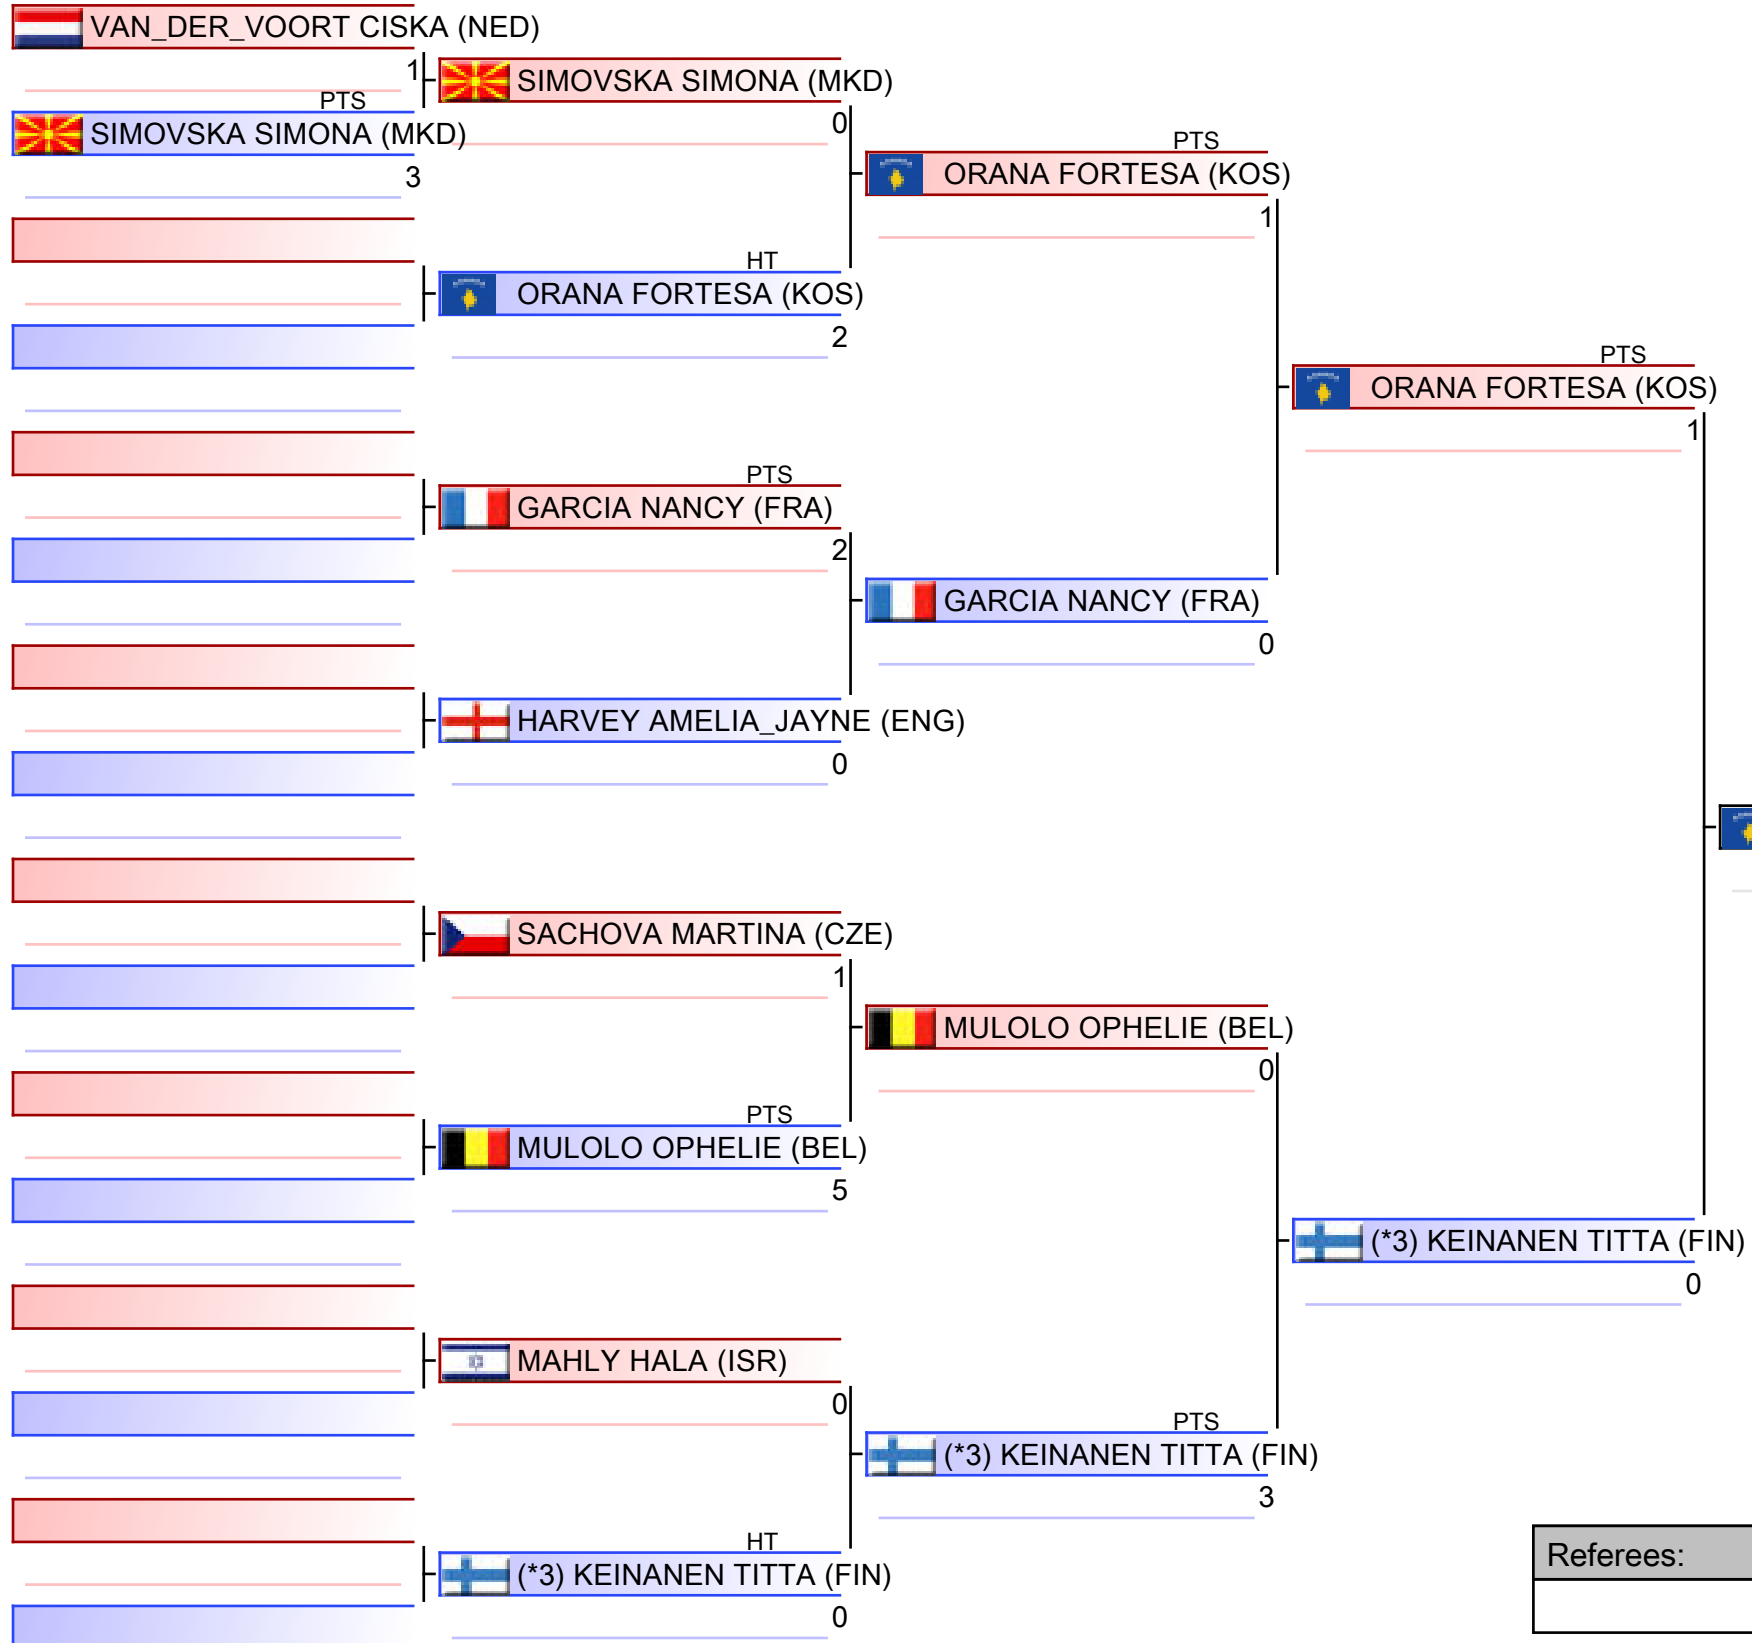 VAN_DER_VOORT CISKA (NED)
1
PTS
SIMOVSKA SIMONA (MKD)
3
SIMOVSKA SIMONA (MKD)
0
HT
ORANA FORTESA (KOS)
2
PTS
GARCIA NANCY (FRA)
2
HARVEY AMELIA_JAYNE (ENG)
0
SACHOVA MARTINA (CZE)
1
PTS
MULOLO OPHELIE (BEL)
5
MAHLY HALA (ISR)
0
HT
(*3) KEINANEN TITTA (FIN)
0
PTS
ORANA FORTESA (KOS)
1
GARCIA NANCY (FRA)
0
MULOLO OPHELIE (BEL)
0
PTS
(*3) KEINANEN TITTA (FIN)
3
PTS
ORANA FORTESA (KOS)
1
(*3) KEINANEN TITTA (FIN)
0
Referees: